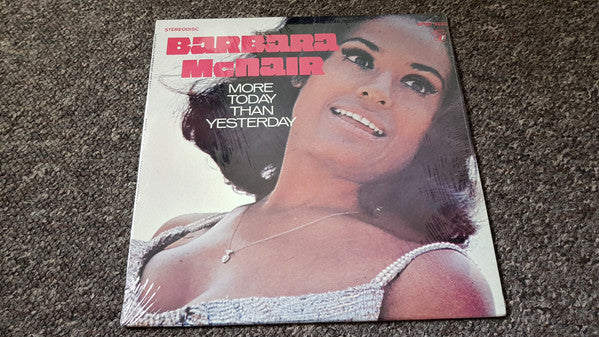 STEREODISC
BARBARA
McNAIR
MORE
TODAY
THAN
YESTERDAY